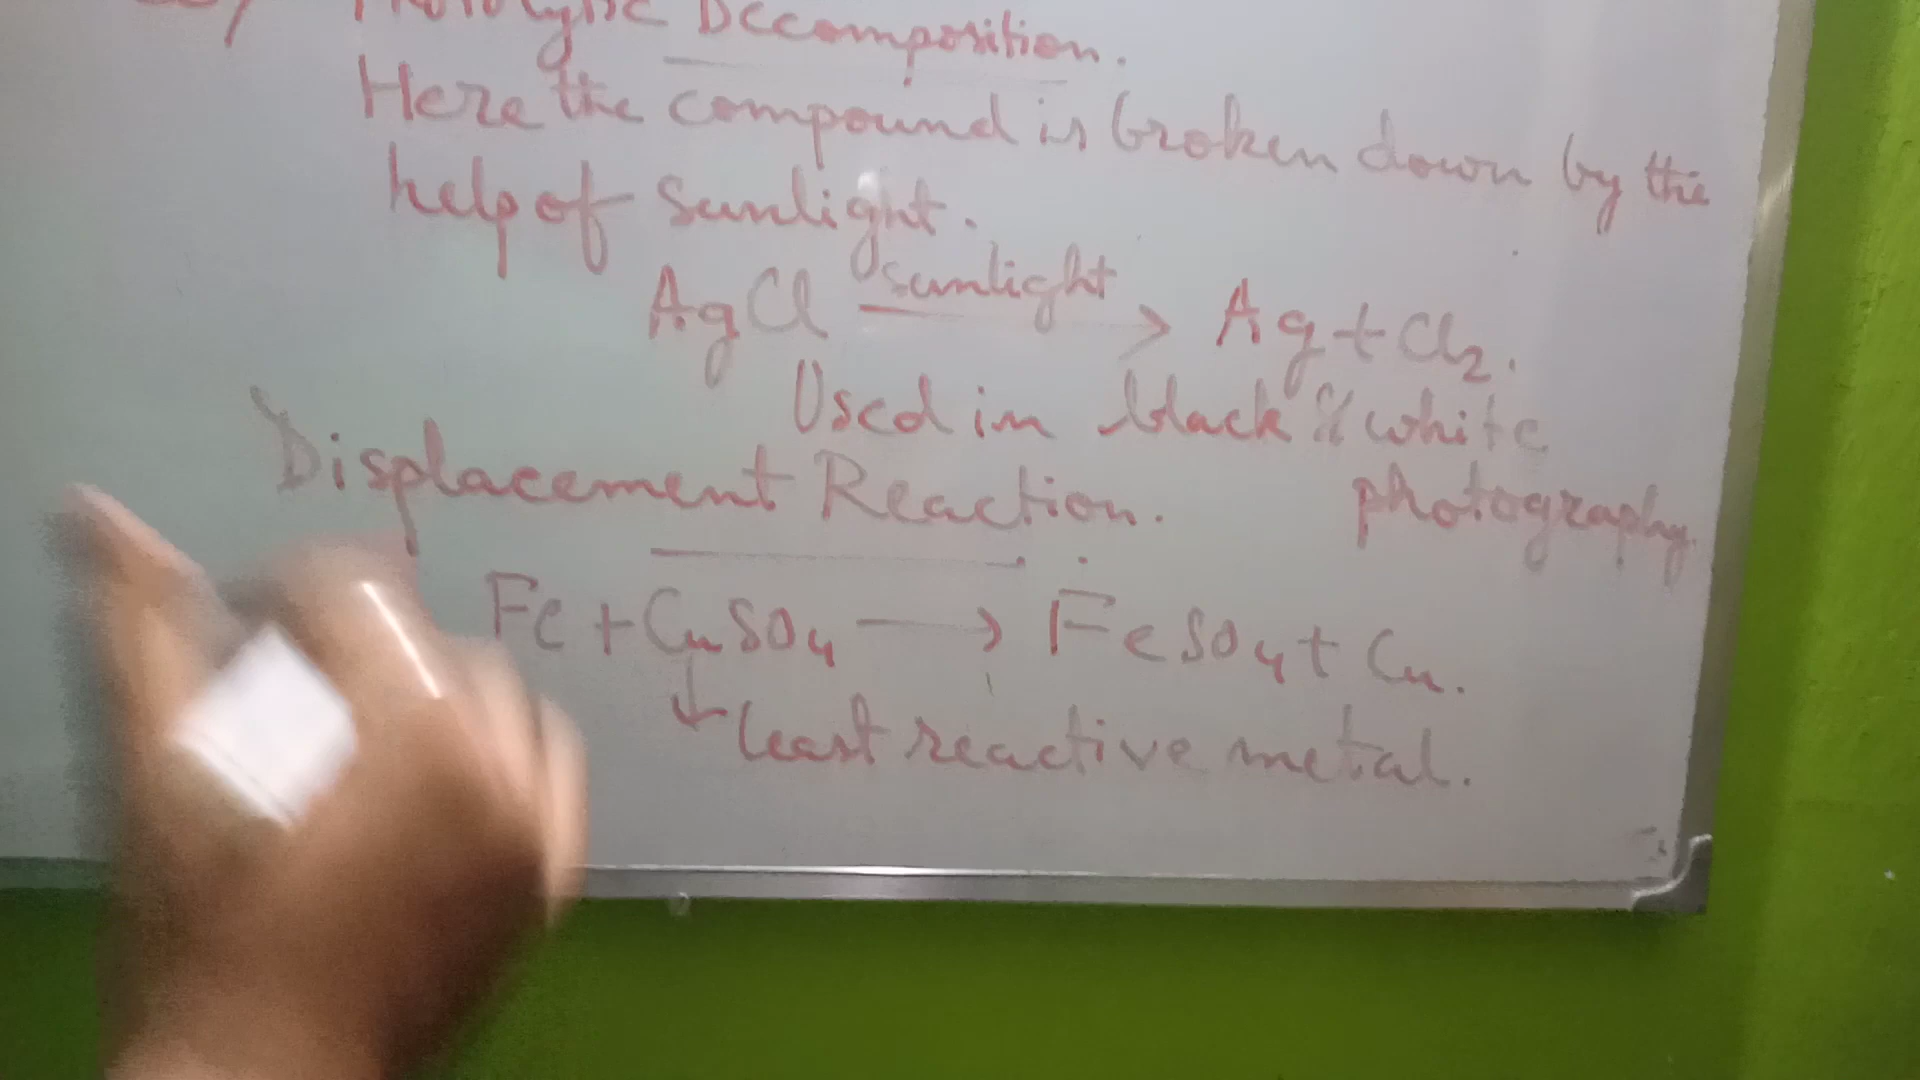 Photolytic Decomposition.
Here the compound is broken down by the
help of Sunlight.
AgCl sunlight → Ag + Cl₂.
Used in black & white
photography.
Displacement Reaction.
Fe + CuSO₄ → FeSO₄ + Cu.
↓ least reactive metal.